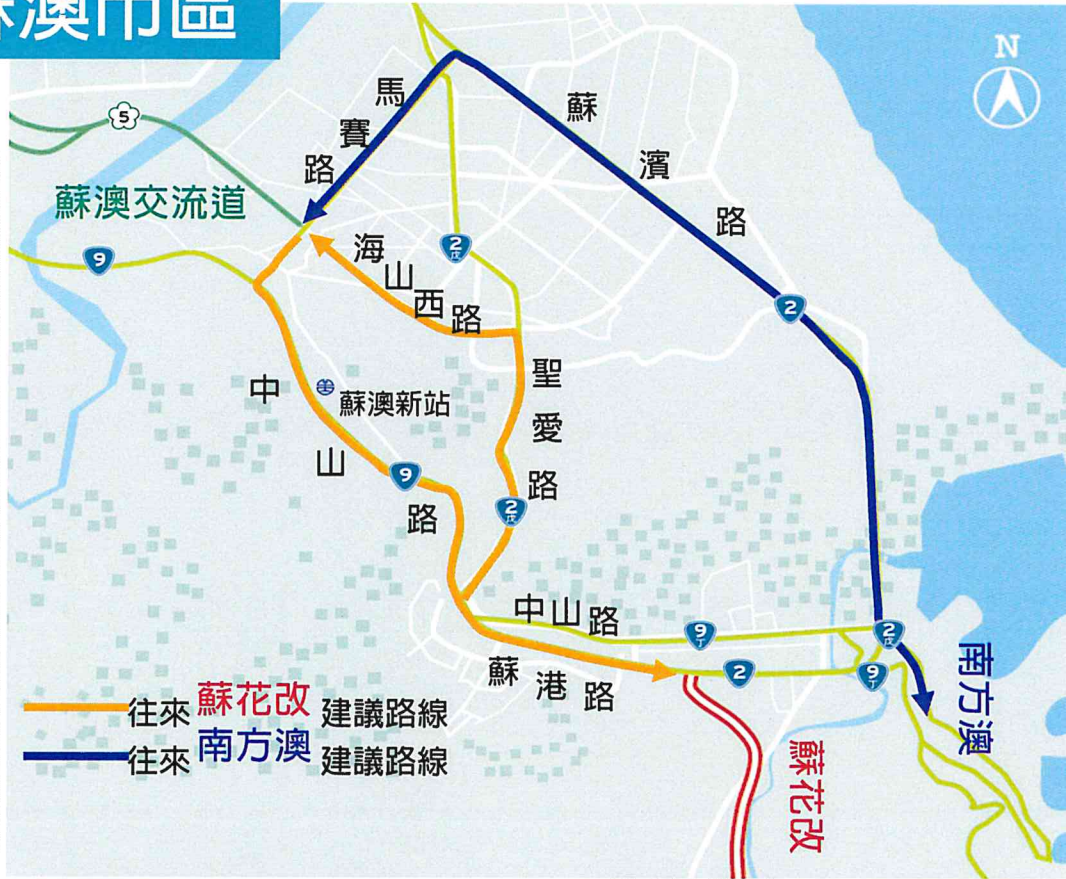 澳市區
N
5
蘇澳交流道
9
馬賽路
蘇濱路
2戊
海山西路
2
聖愛路
蘇澳新站
中山路
9
2戊
中山路
9丁
2戊
蘇港路
2
9丁
南方澳
蘇花改
往來 蘇花改 建議路線
往來 南方澳 建議路線